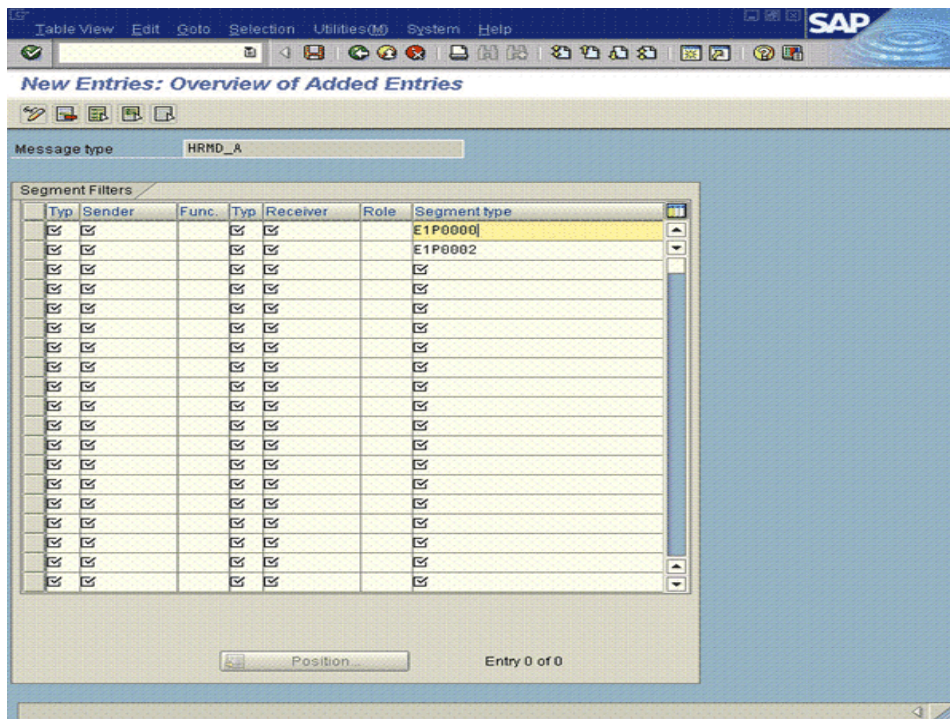 Table View Edit Goto Selection Utilities(M) System Help
SAP
New Entries: Overview of Added Entries
Message type HRMD_A
Segment Filters
Typ Sender Func. Typ Receiver Role Segment type
E1P0000
E1P0002
Position... Entry 0 of 0